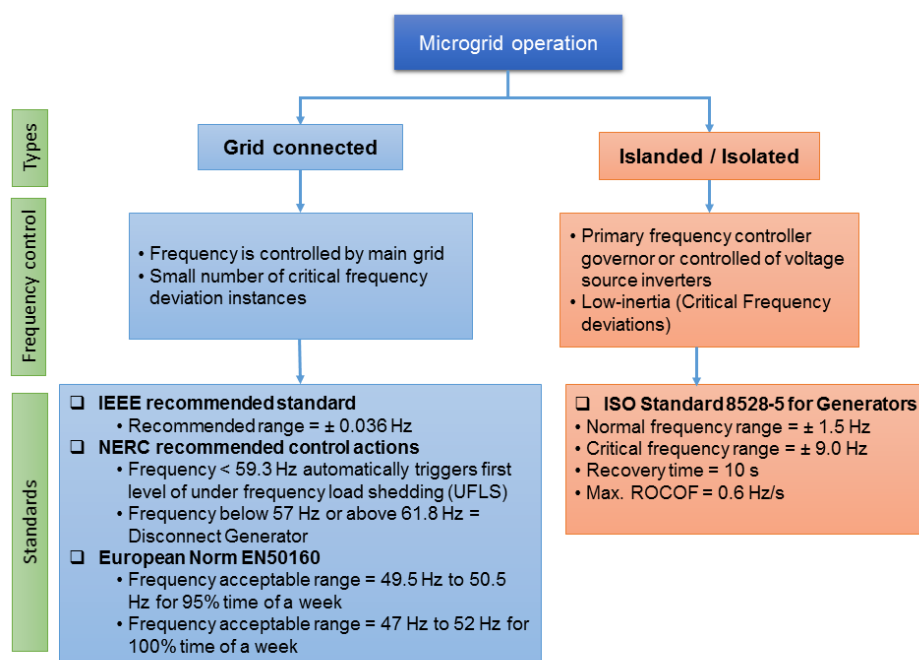 Microgrid operation
Types
Grid connected
Islanded / Isolated
Frequency control
• Frequency is controlled by main grid
• Small number of critical frequency
deviation instances
• Primary frequency controller
governor or controlled of voltage
source inverters
• Low-inertia (Critical Frequency
deviations)
Standards
❑ IEEE recommended standard
• Recommended range = ± 0.036 Hz
❑ NERC recommended control actions
• Frequency < 59.3 Hz automatically triggers first
level of under frequency load shedding (UFLS)
• Frequency below 57 Hz or above 61.8 Hz =
Disconnect Generator
❑ European Norm EN50160
• Frequency acceptable range = 49.5 Hz to 50.5
Hz for 95% time of a week
• Frequency acceptable range = 47 Hz to 52 Hz for
100% time of a week
❑ ISO Standard 8528-5 for Generators
• Normal frequency range = ± 1.5 Hz
• Critical frequency range = ± 9.0 Hz
• Recovery time = 10 s
• Max. ROCOF = 0.6 Hz/s